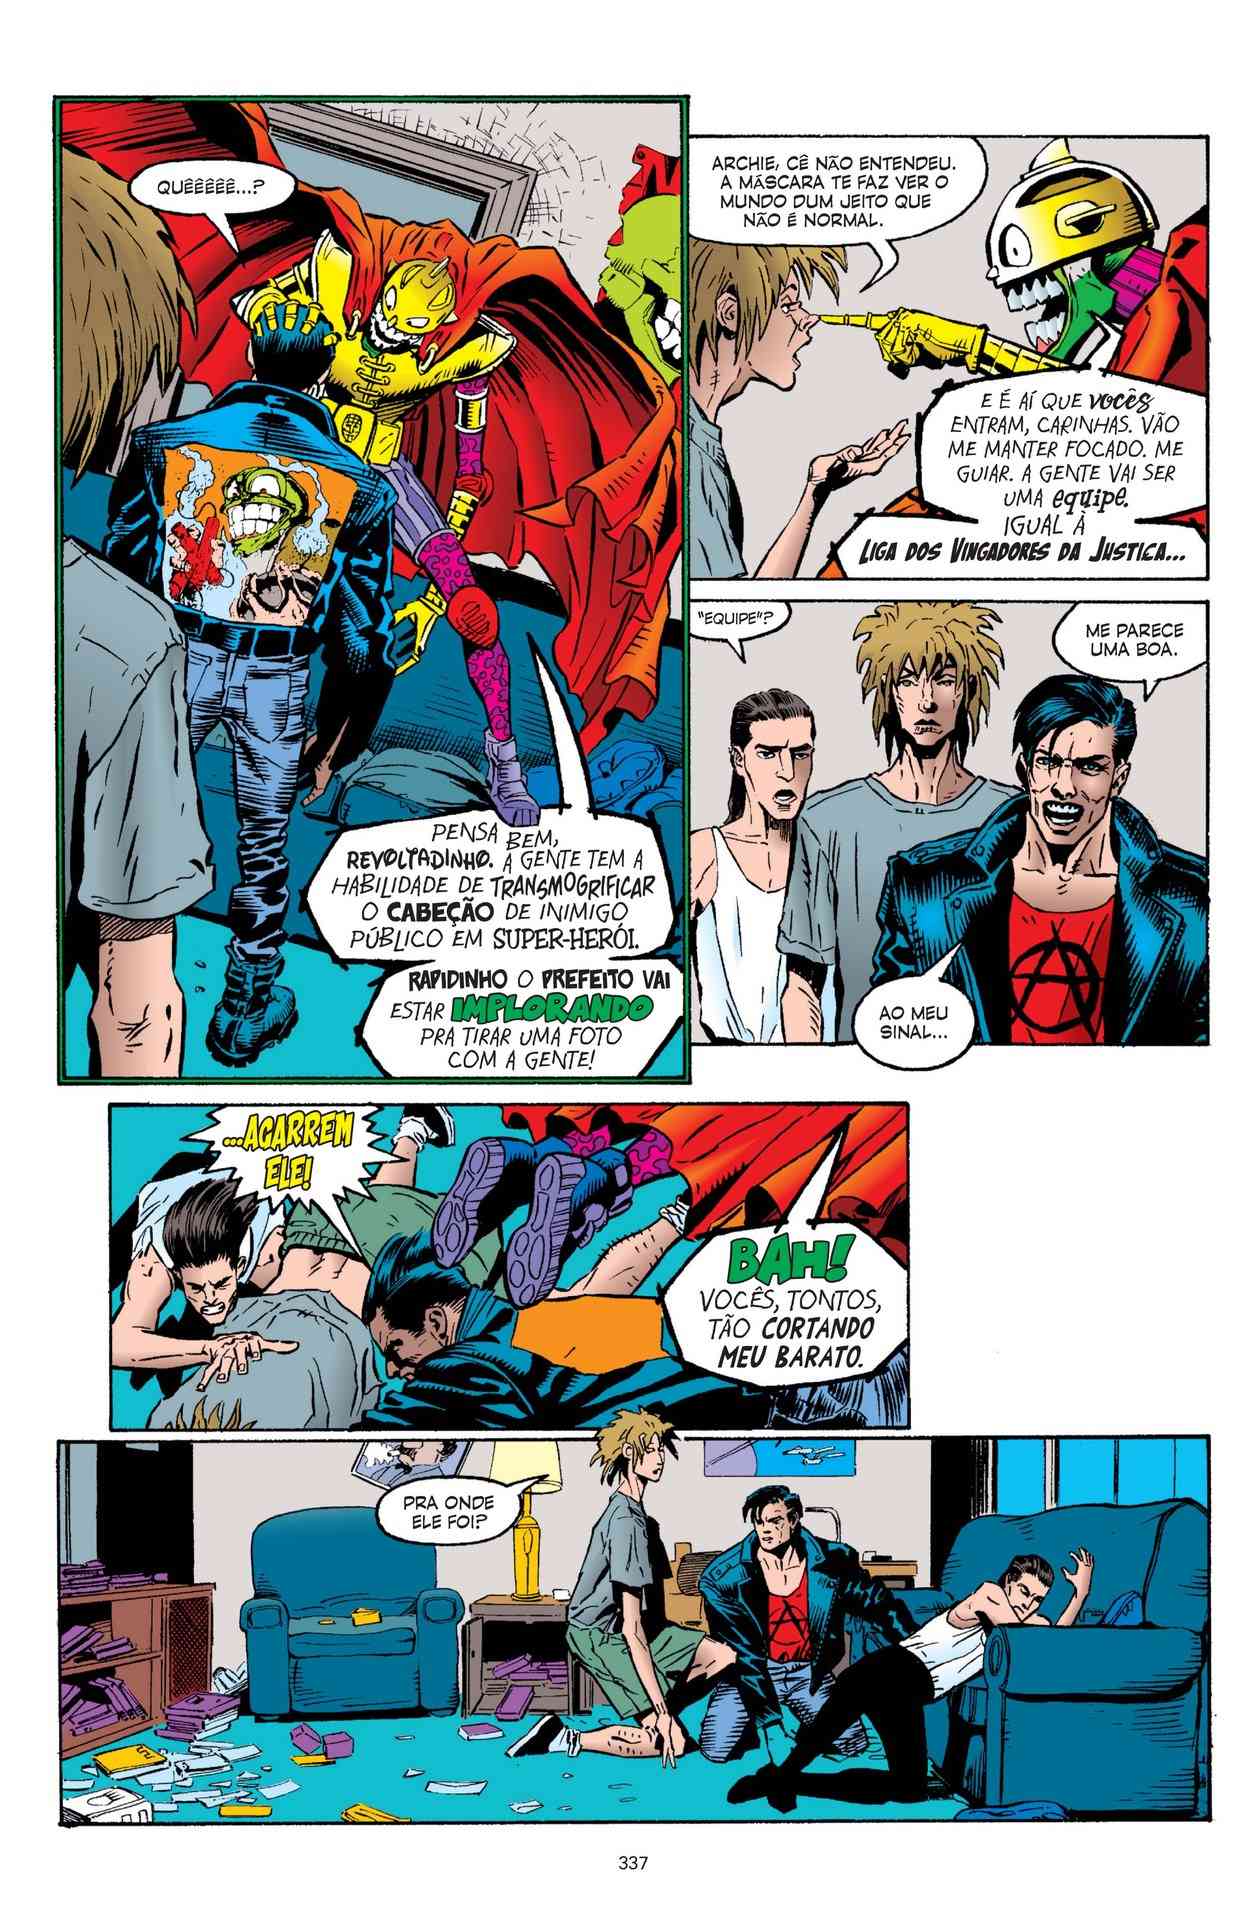 QUÊÊÊÊÊ...?
PENSA BEM,
REVOLTADINHO. A GENTE TEM A
HABILIDADE DE TRANSMOGRIFICAR
O CABEÇÃO DE INIMIGO
PÚBLICO EM SUPER-HERÓI.
RAPIDINHO O PREFEITO VAI
ESTAR IMPLORANDO
PRA TIRAR UMA FOTO
COM A GENTE!
ARCHIE, CÊ NÃO ENTENDEU.
A MÁSCARA TE FAZ VER O
MUNDO DUM JEITO QUE
NÃO É NORMAL.
E É AÍ QUE VOCÊS
ENTRAM, CARINHAS. VÃO
ME MANTER FOCADO. ME
GUIAR. A GENTE VAI SER
UMA EQUIPE.
IGUAL À
LIGA DOS VINGADORES DA JUSTIÇA...
"EQUIPE"?
ME PARECE
UMA BOA.
AO MEU
SINAL...
...AGARREM
ELE!
BAH!
VOCÊS, TONTOS,
TÃO CORTANDO
MEU BARATO.
PRA ONDE
ELE FOI?
337